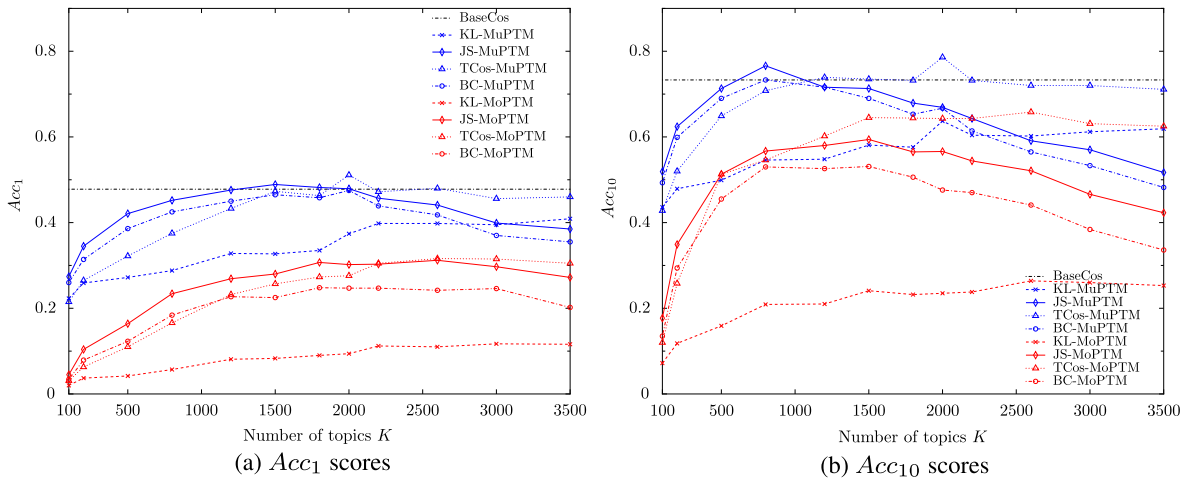 0.8
0.6
0.4
0.2
0
Acc1
100 500 1000 1500 2000 2500 3000 3500
Number of topics K
BaseCos
KL-MuPTM
JS-MuPTM
TCos-MuPTM
BC-MuPTM
KL-MoPTM
JS-MoPTM
TCos-MoPTM
BC-MoPTM
(a) Acc1 scores
0.8
0.6
0.4
0.2
0
Acc10
100 500 1000 1500 2000 2500 3000 3500
Number of topics K
BaseCos
KL-MuPTM
JS-MuPTM
TCos-MuPTM
BC-MuPTM
KL-MoPTM
JS-MoPTM
TCos-MoPTM
BC-MoPTM
(b) Acc10 scores